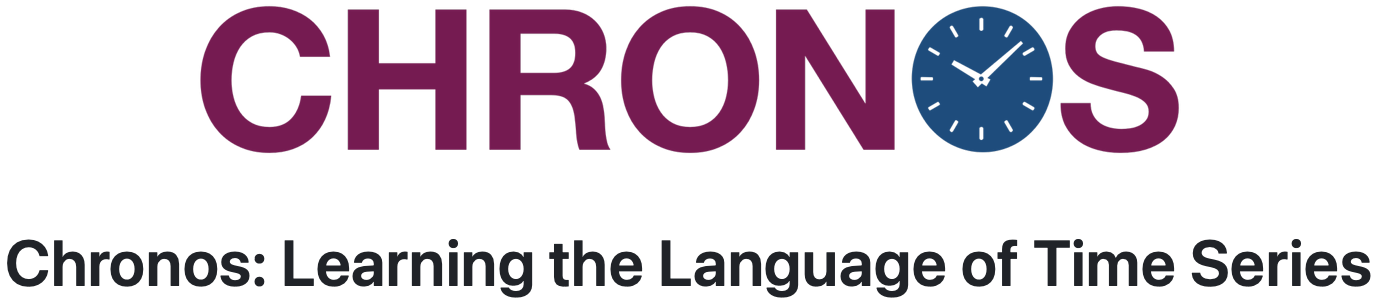 CHRONOS
Chronos: Learning the Language of Time Series